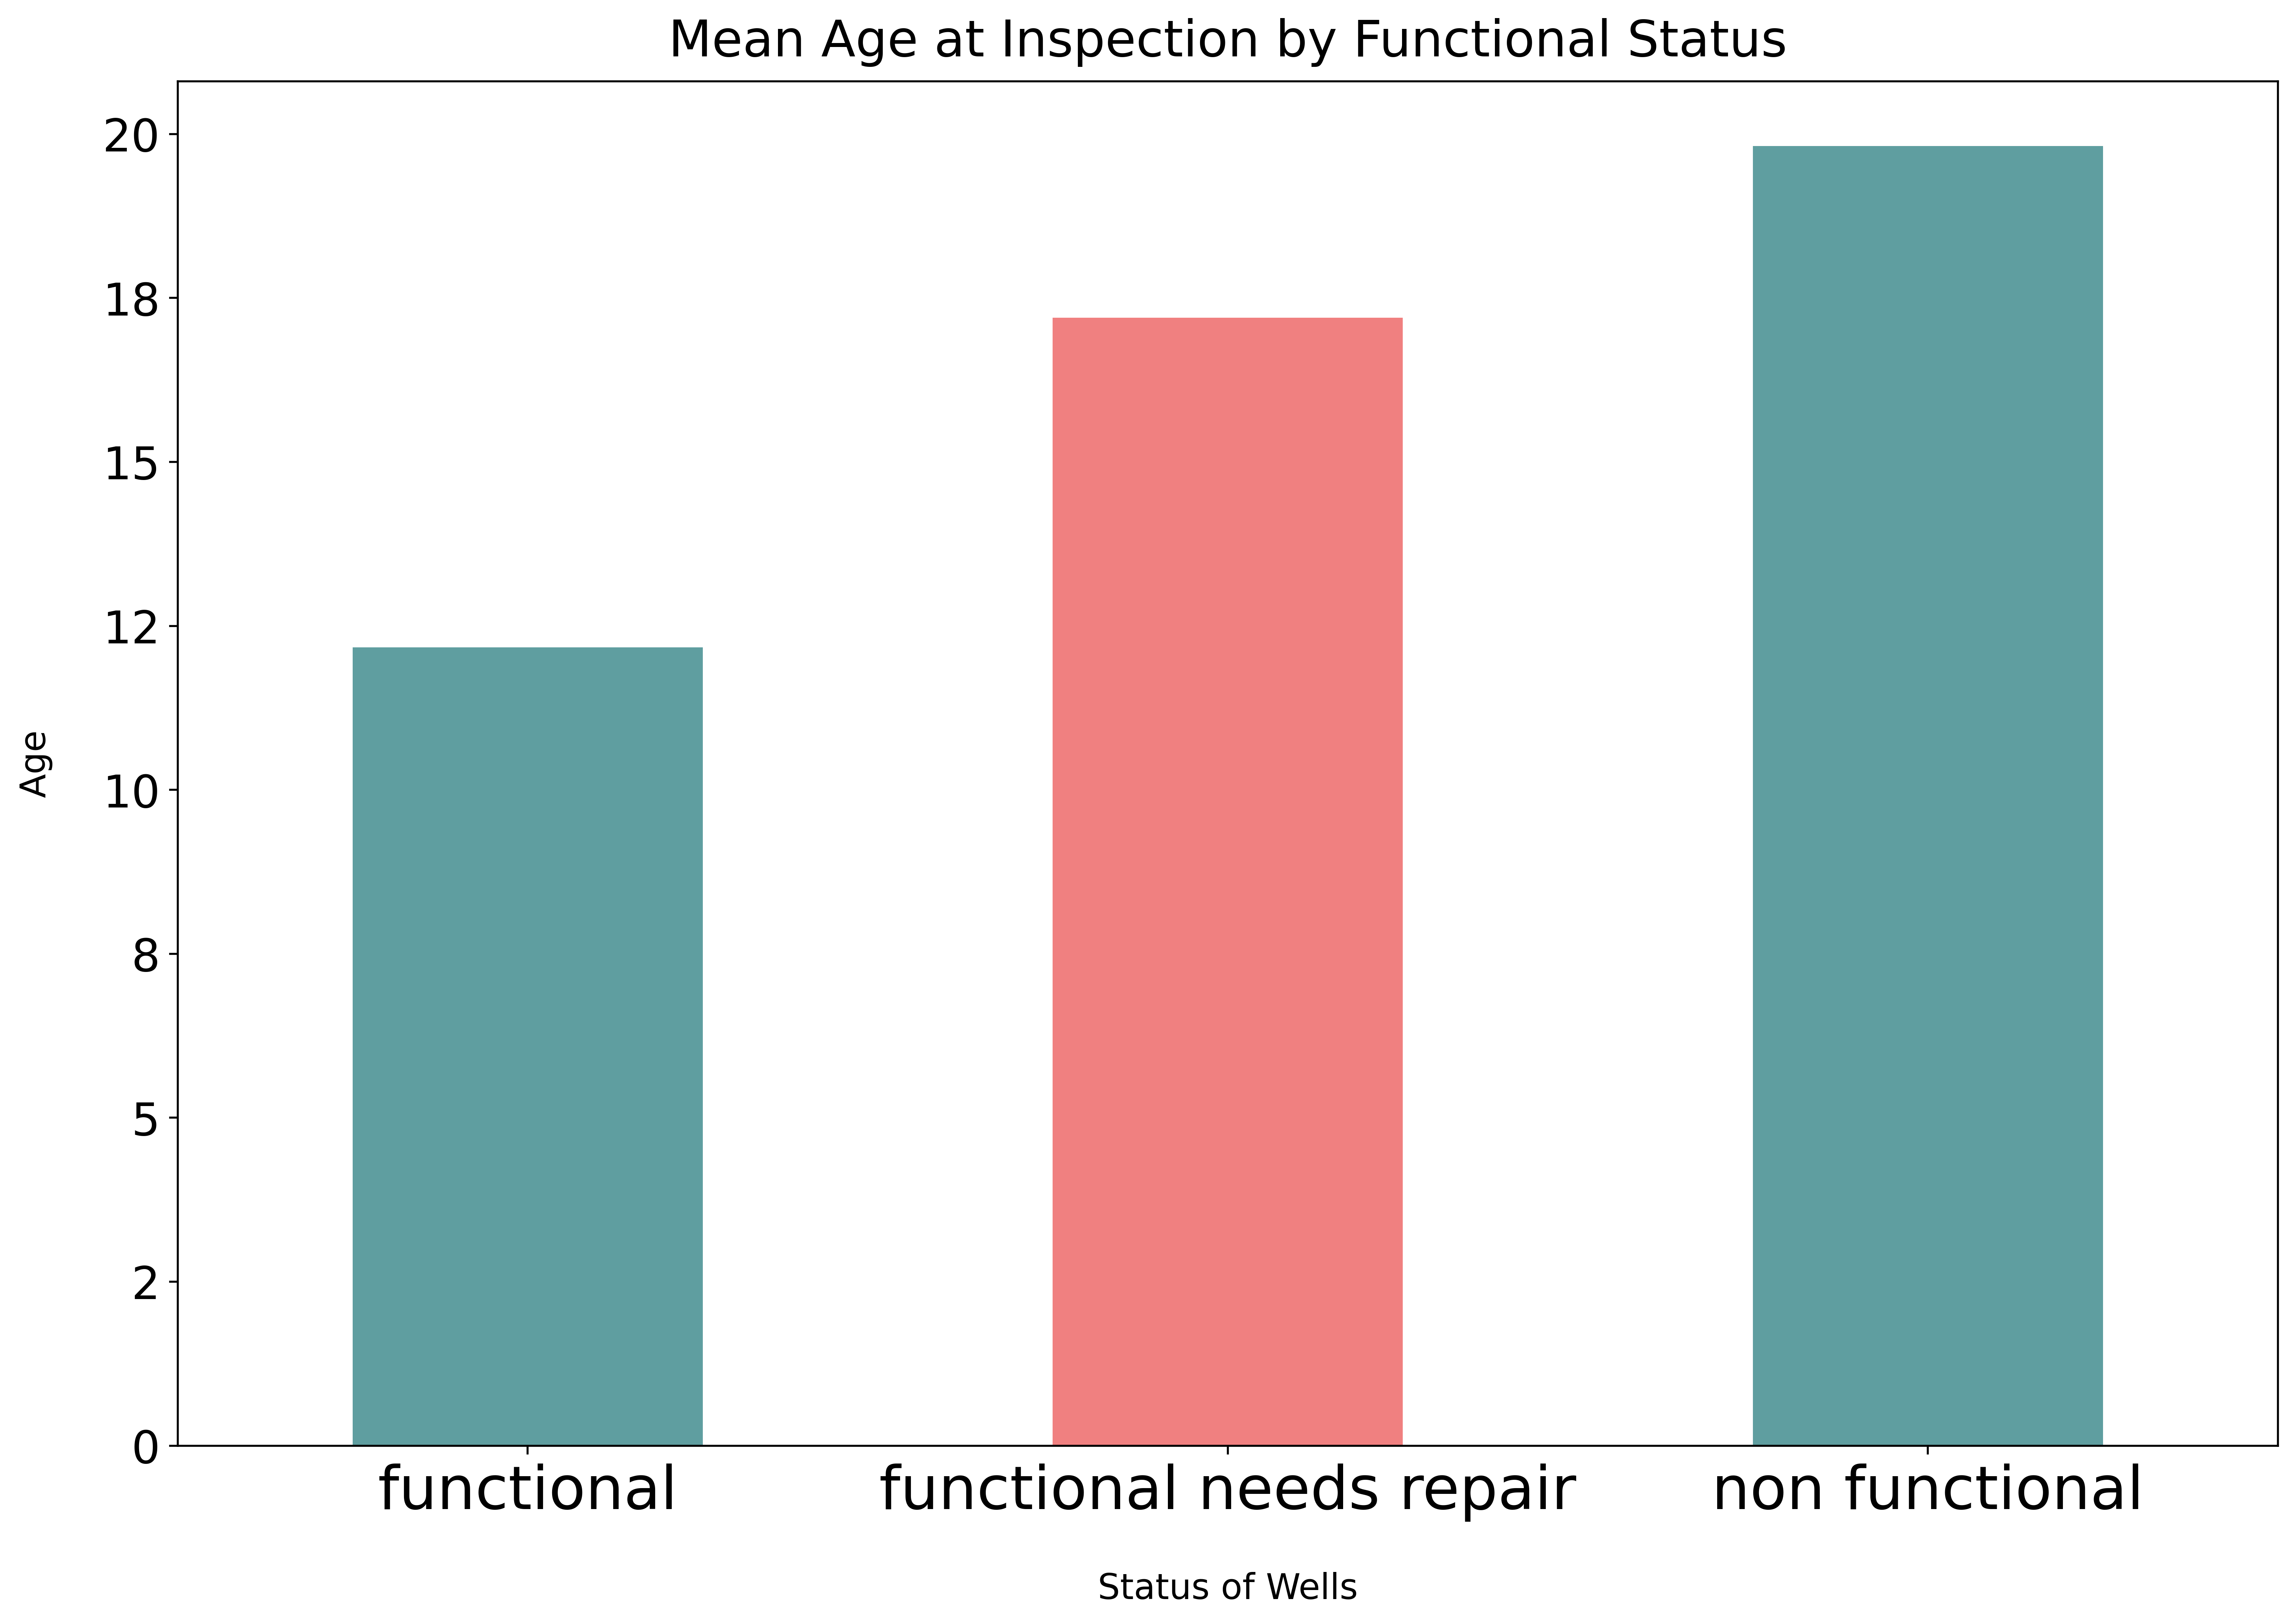 Mean Age at Inspection by Functional Status
20
18
15
12
10
8
5
2
0
Age
functional
functional needs repair
non functional
Status of Wells